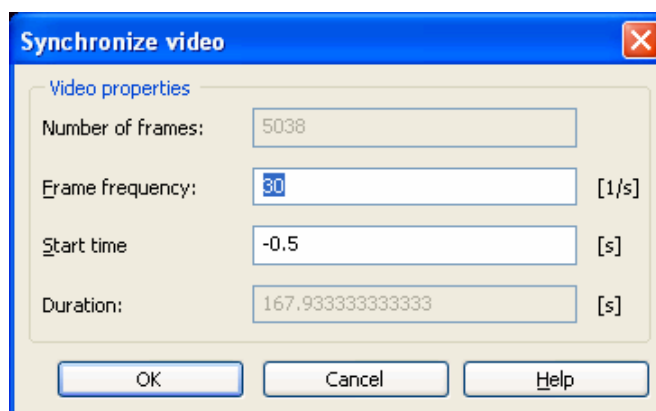 Synchronize video
Video properties
Number of frames: 5038
Frame frequency: 30 [1/s]
Start time -0.5 [s]
Duration: 167.933333333333 [s]
OK Cancel Help